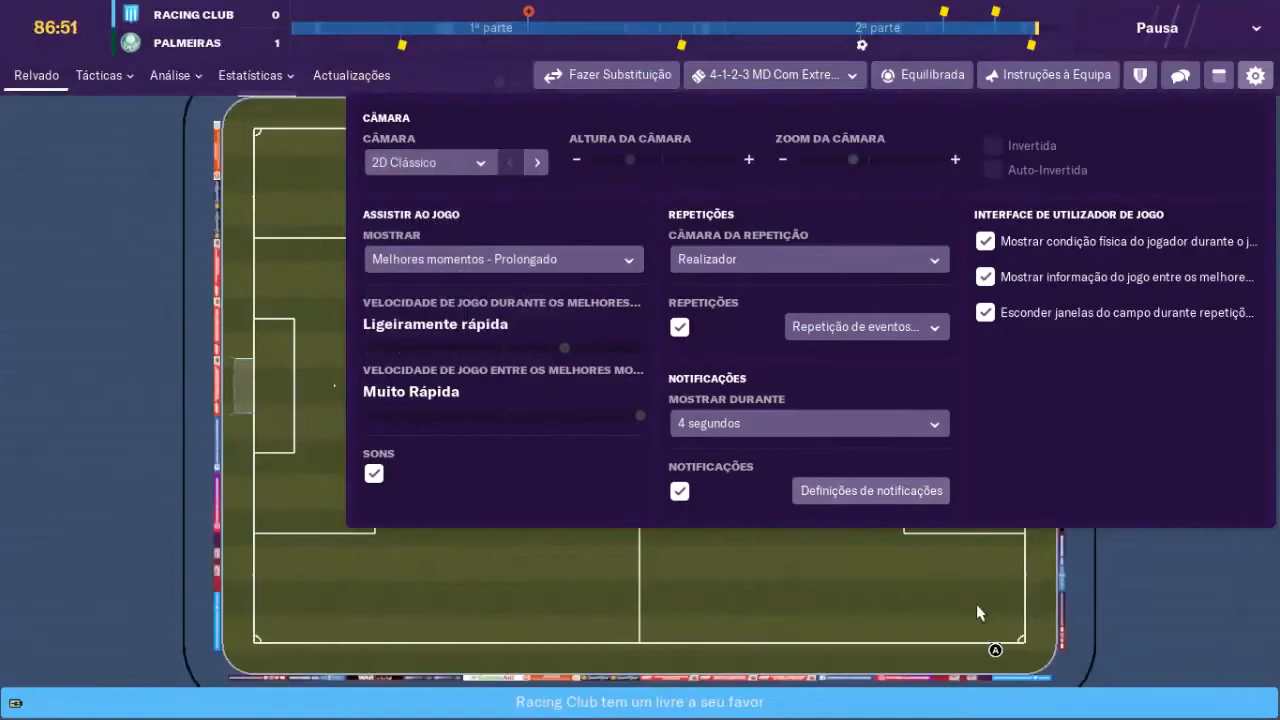 86:51
RACING CLUB 0
PALMEIRAS 1
1ª parte
2ª parte
Pausa
Relvado
Tácticas
Análise
Estatísticas
Actualizações
Fazer Substituição
4-1-2-3 MD Com Extre...
Equilibrada
Instruções à Equipa
CÂMARA
CÂMARA
2D Clássico
ALTURA DA CÂMARA
ZOOM DA CÂMARA
Invertida
Auto-Invertida
ASSISTIR AO JOGO
MOSTRAR
Melhores momentos - Prolongado
VELOCIDADE DE JOGO DURANTE OS MELHORES...
Ligeiramente rápida
VELOCIDADE DE JOGO ENTRE OS MELHORES MO...
Muito Rápida
SONS
REPETIÇÕES
CÂMARA DA REPETIÇÃO
Realizador
REPETIÇÕES
Repetição de eventos...
NOTIFICAÇÕES
MOSTRAR DURANTE
4 segundos
NOTIFICAÇÕES
Definições de notificações
INTERFACE DE UTILIZADOR DE JOGO
Mostrar condição física do jogador durante o j...
Mostrar informação do jogo entre os melhore...
Esconder janelas do campo durante repetiçõ...
A
Racing Club tem um livre a seu favor